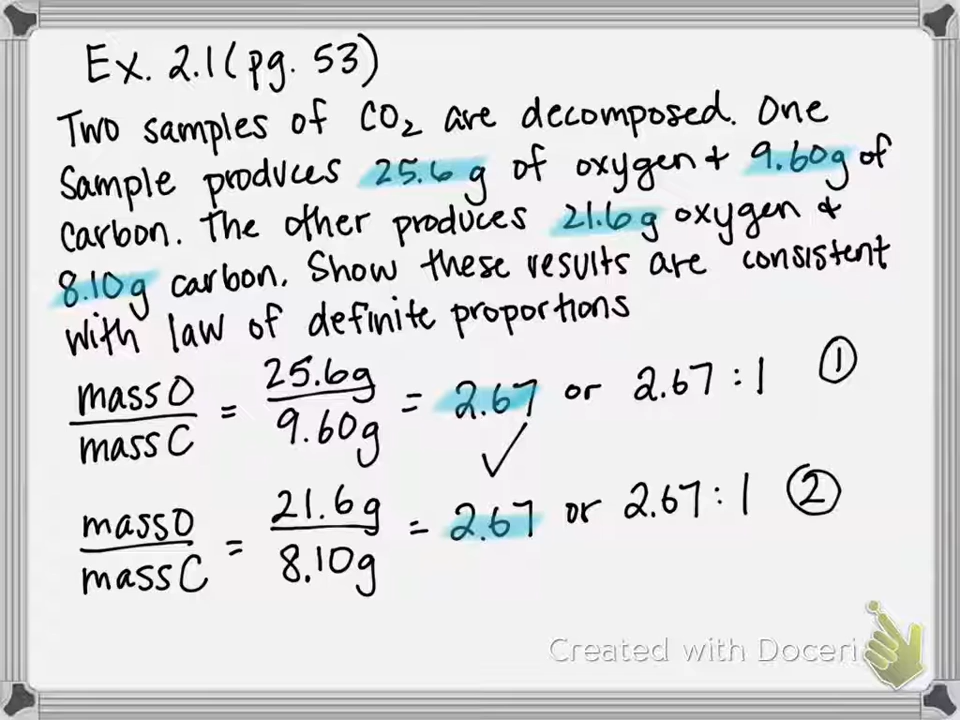 Ex. 2.1 (pg. 53)
Two samples of CO₂ are decomposed. One
Sample produces 25.6 g of oxygen + 9.60g of
Carbon. The other produces 21.6g oxygen +
8.10g carbon. Show these results are consistent
with law of definite proportions
mass O / mass C = 25.6g / 9.60g = 2.67 or 2.67 : 1 ①
✓
mass O / mass C = 21.6g / 8.10g = 2.67 or 2.67 : 1 ②
Created with Doceri